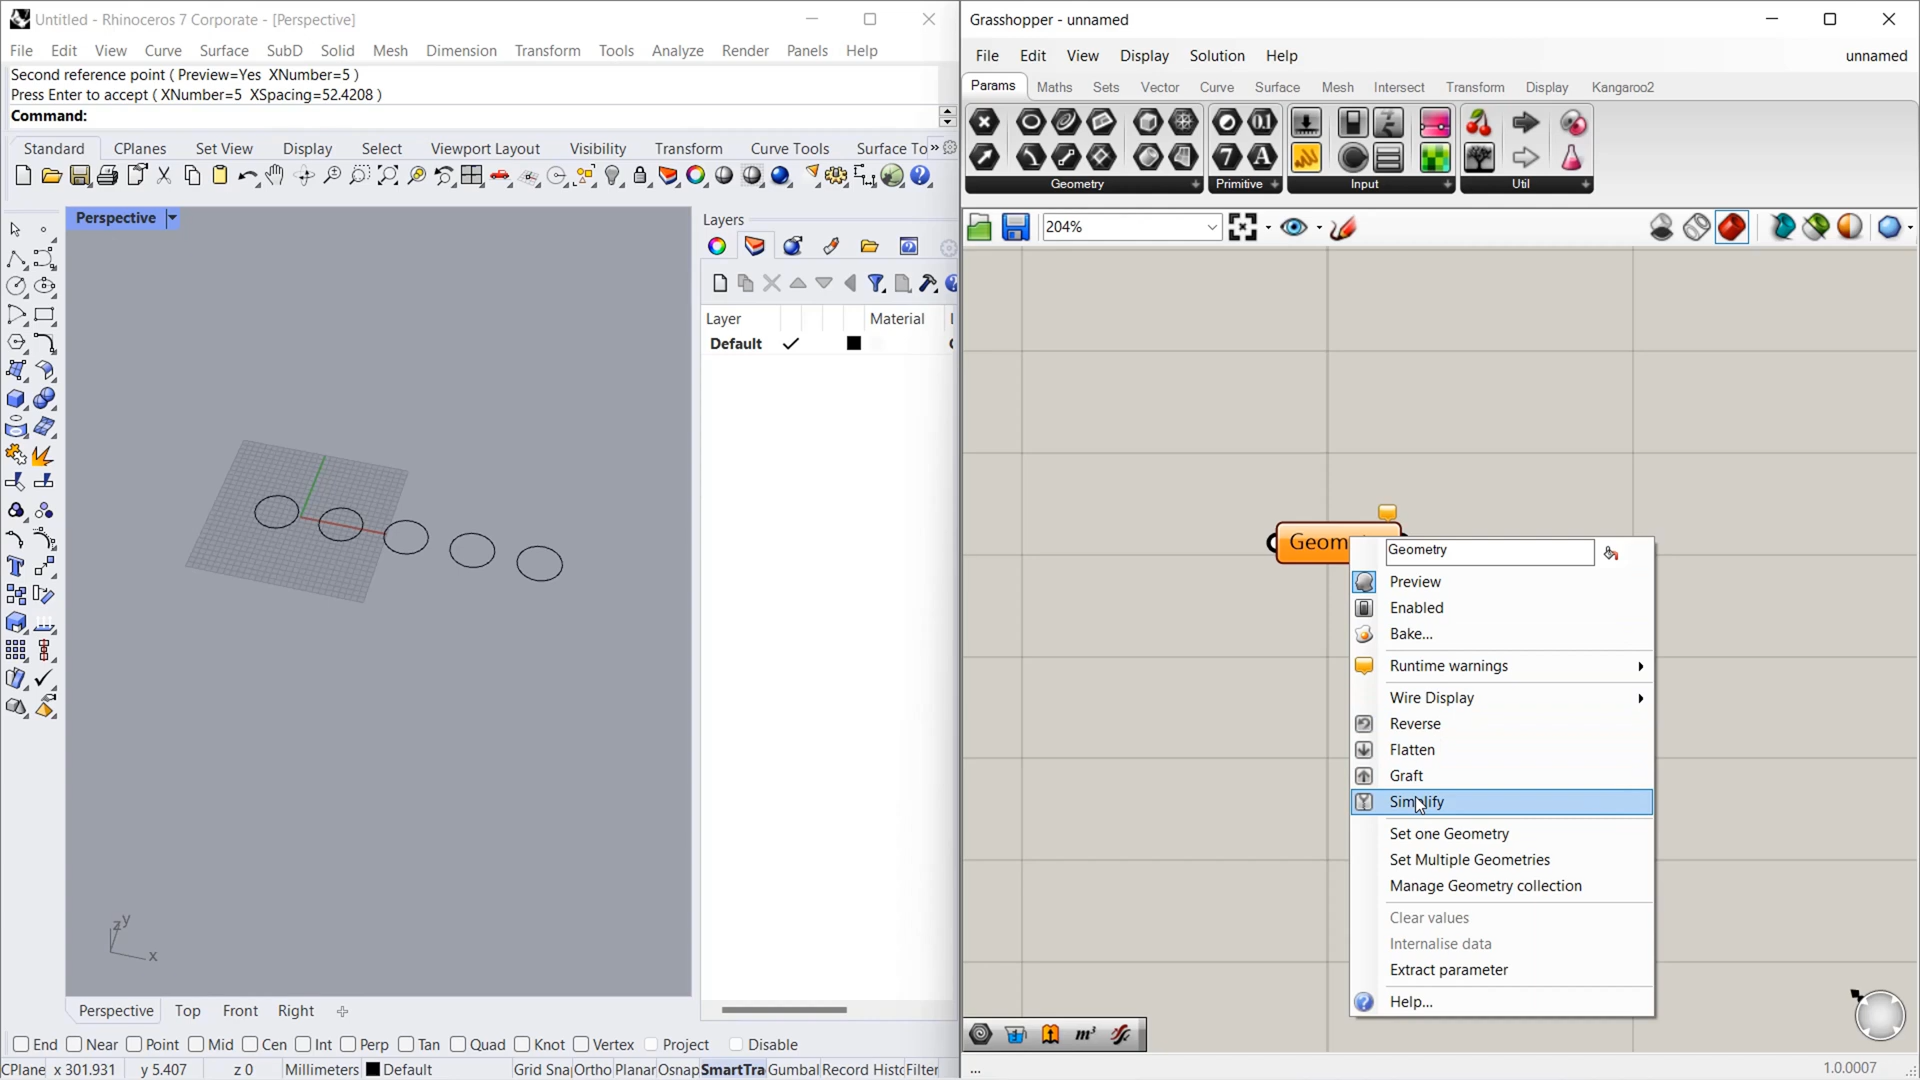 Untitled - Rhinoceros 7 Corporate - [Perspective]
File Edit View Curve Surface SubD Solid Mesh Dimension Transform Tools Analyze Render Panels Help
Second reference point ( Preview=Yes XNumber=5 )
Press Enter to accept ( XNumber=5 XSpacing=52.4208 )
Command:
Standard CPlanes Set View Display Select Viewport Layout Visibility Transform Curve Tools Surface To »
Perspective
Layers
Layer Material
Default
z y
x
Perspective Top Front Right
End Near Point Mid Cen Int Perp Tan Quad Knot Vertex Project Disable
CPlane x 301.931 y 5.407 z 0 Millimeters Default Grid Sna Ortho Planar Osnap SmartTra Gumbal Record Histo Filter
Grasshopper - unnamed
File Edit View Display Solution Help unnamed
Params Maths Sets Vector Curve Surface Mesh Intersect Transform Display Kangaroo2
Geometry Primitive Input Util
204%
Geom
Geometry
Preview
Enabled
Bake...
Runtime warnings
Wire Display
Reverse
Flatten
Graft
Simplify
Set one Geometry
Set Multiple Geometries
Manage Geometry collection
Clear values
Internalise data
Extract parameter
Help...
m³
...
1.0.0007